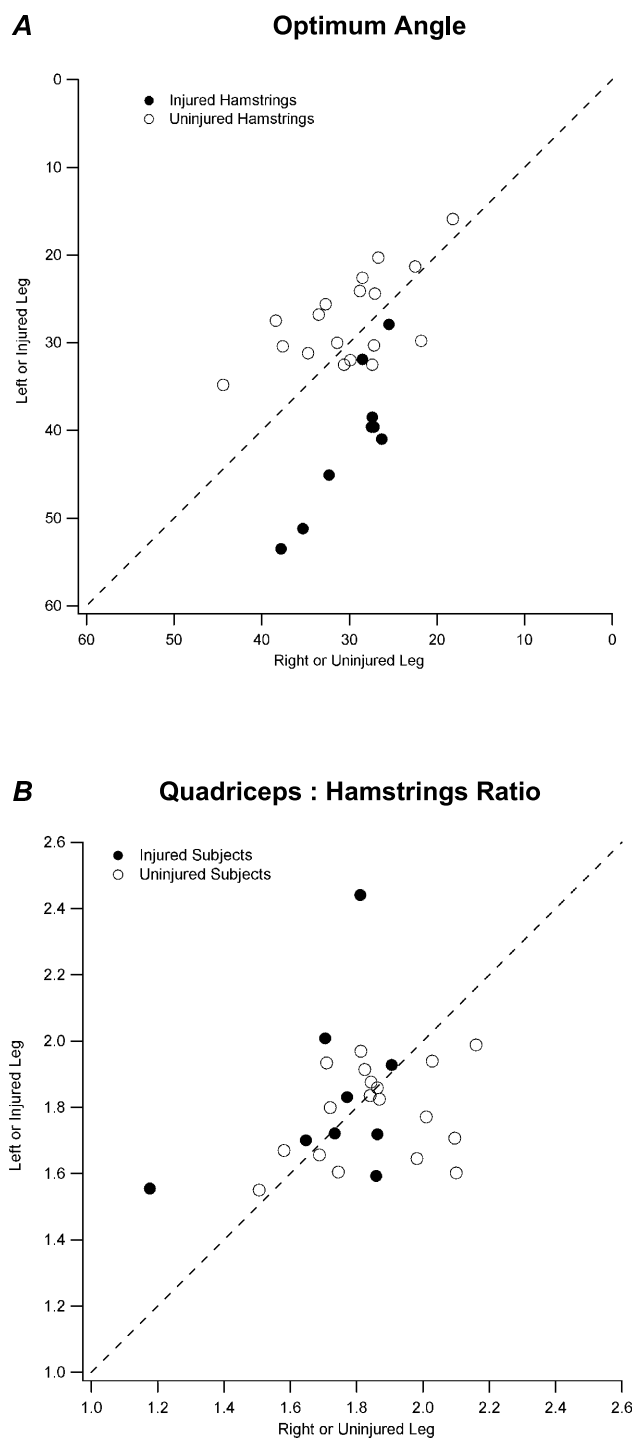 A Optimum Angle
Injured Hamstrings
Uninjured Hamstrings
0
10
20
30
40
50
60
Left or Injured Leg
60 50 40 30 20 10 0
Right or Uninjured Leg
B Quadriceps : Hamstrings Ratio
Injured Subjects
Uninjured Subjects
2.6
2.4
2.2
2.0
1.8
1.6
1.4
1.2
1.0
Left or Injured Leg
1.0 1.2 1.4 1.6 1.8 2.0 2.2 2.4 2.6
Right or Uninjured Leg